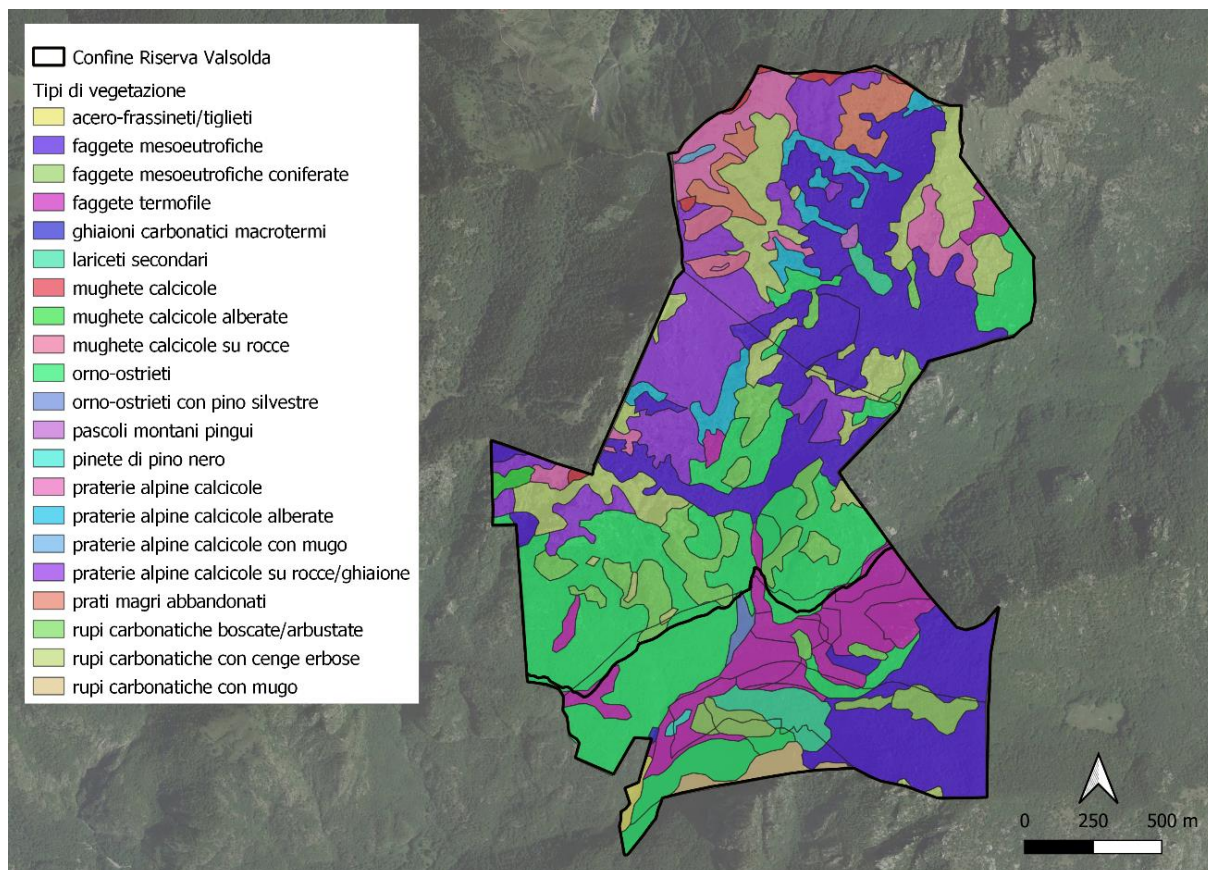 Confine Riserva Valsolda
Tipi di vegetazione
acero-frassineti/tiglieti
faggete mesoeutrofiche
faggete mesoeutrofiche coniferate
faggete termofile
ghiaioni carbonatici macrotermi
lariceti secondari
mughete calcicole
mughete calcicole alberate
mughete calcicole su rocce
orno-ostrieti
orno-ostrieti con pino silvestre
pascoli montani pingui
pinete di pino nero
praterie alpine calcicole
praterie alpine calcicole alberate
praterie alpine calcicole con mugo
praterie alpine calcicole su rocce/ghiaione
prati magri abbandonati
rupi carbonatiche boscate/arbustate
rupi carbonatiche con cenge erbose
rupi carbonatiche con mugo
0 250 500 m